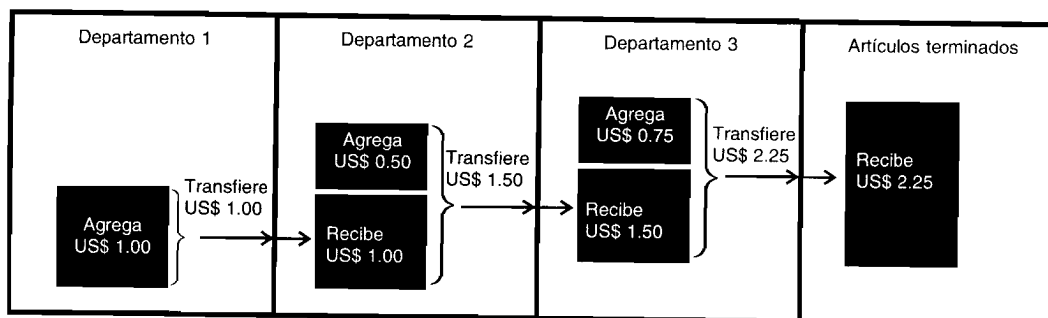 Departamento 1
Agrega
US$ 1.00
Transfiere
US$ 1.00
Departamento 2
Agrega
US$ 0.50
Recibe
US$ 1.00
Transfiere
US$ 1.50
Departamento 3
Agrega
US$ 0.75
Recibe
US$ 1.50
Transfiere
US$ 2.25
Artículos terminados
Recibe
US$ 2.25